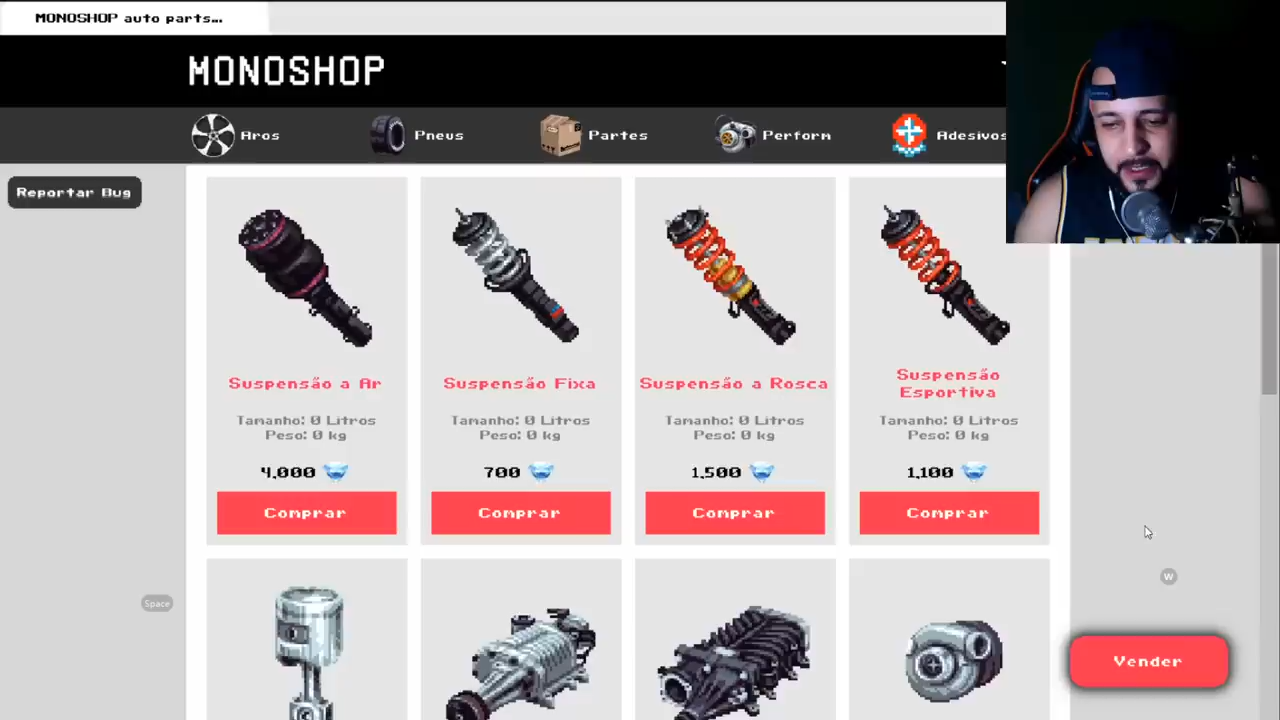 MONOSHOP auto parts...
MONOSHOP
Aros
Pneus
Partes
Perform
Adesivos
Reportar Bug
Suspensão a Ar
Tamanho: 0 Litros
Peso: 0 kg
4,000
Comprar
Suspensão Fixa
Tamanho: 0 Litros
Peso: 0 kg
700
Comprar
Suspensão a Rosca
Tamanho: 0 Litros
Peso: 0 kg
1,500
Comprar
Suspensão
Esportiva
Tamanho: 0 Litros
Peso: 0 kg
1,100
Comprar
W
Space
Vender